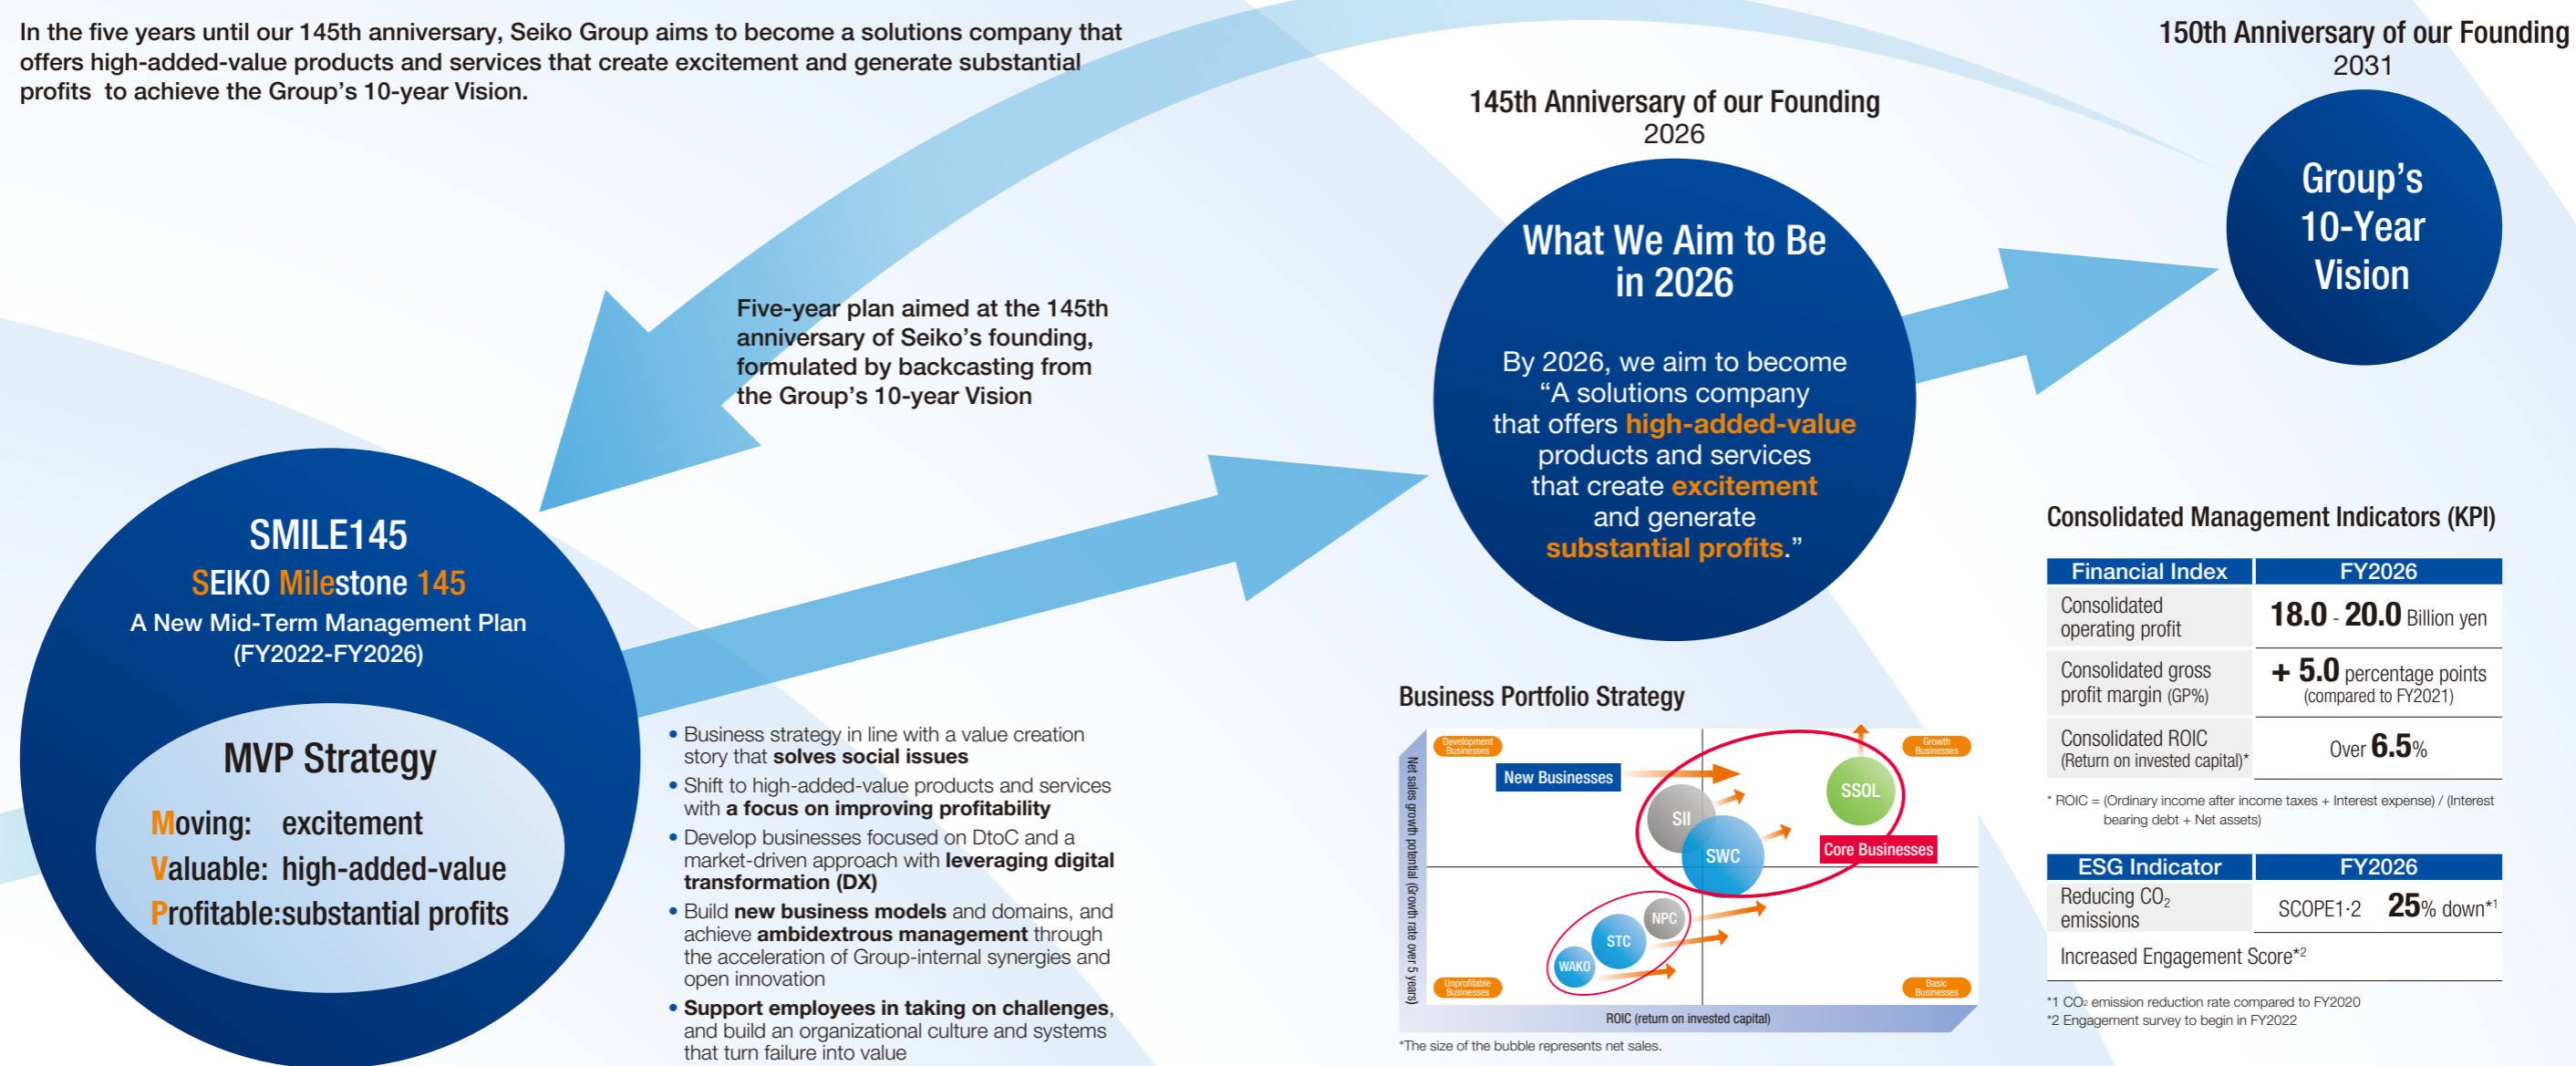 In the five years until our 145th anniversary, Seiko Group aims to become a solutions company that
offers high-added-value products and services that create excitement and generate substantial
profits to achieve the Group's 10-year Vision.
150th Anniversary of our Founding
2031
Group's
10-Year
Vision
145th Anniversary of our Founding
2026
What We Aim to Be
in 2026
By 2026, we aim to become
“A solutions company
that offers high-added-value
products and services
that create excitement
and generate
substantial profits.”
Five-year plan aimed at the 145th
anniversary of Seiko's founding,
formulated by backcasting from
the Group's 10-year Vision
SMILE145
SEIKO Milestone 145
A New Mid-Term Management Plan
(FY2022-FY2026)
MVP Strategy
Moving: excitement
Valuable: high-added-value
Profitable:substantial profits
• Business strategy in line with a value creation
story that solves social issues
• Shift to high-added-value products and services
with a focus on improving profitability
• Develop businesses focused on DtoC and a
market-driven approach with leveraging digital
transformation (DX)
• Build new business models and domains, and
achieve ambidextrous management through
the acceleration of Group-internal synergies and
open innovation
• Support employees in taking on challenges,
and build an organizational culture and systems
that turn failure into value
Business Portfolio Strategy
Net sales growth potential (Growth rate over 5 years)
Development
Businesses
Growth
Businesses
New Businesses
SSOL
SII
SWC
Core Businesses
NPC
STC
WAKO
Unprofitable
Businesses
Basic
Businesses
ROIC (return on invested capital)
*The size of the bubble represents net sales.
Consolidated Management Indicators (KPI)
Financial Index FY2026
Consolidated
operating profit
18.0 - 20.0 Billion yen
Consolidated gross
profit margin (GP%)
+ 5.0 percentage points
(compared to FY2021)
Consolidated ROIC
(Return on invested capital)*
Over 6.5%
* ROIC = (Ordinary income after income taxes + Interest expense) / (Interest
bearing debt + Net assets)
ESG Indicator FY2026
Reducing CO2
emissions
SCOPE1·2 25% down*1
Increased Engagement Score*2
*1 CO2 emission reduction rate compared to FY2020
*2 Engagement survey to begin in FY2022